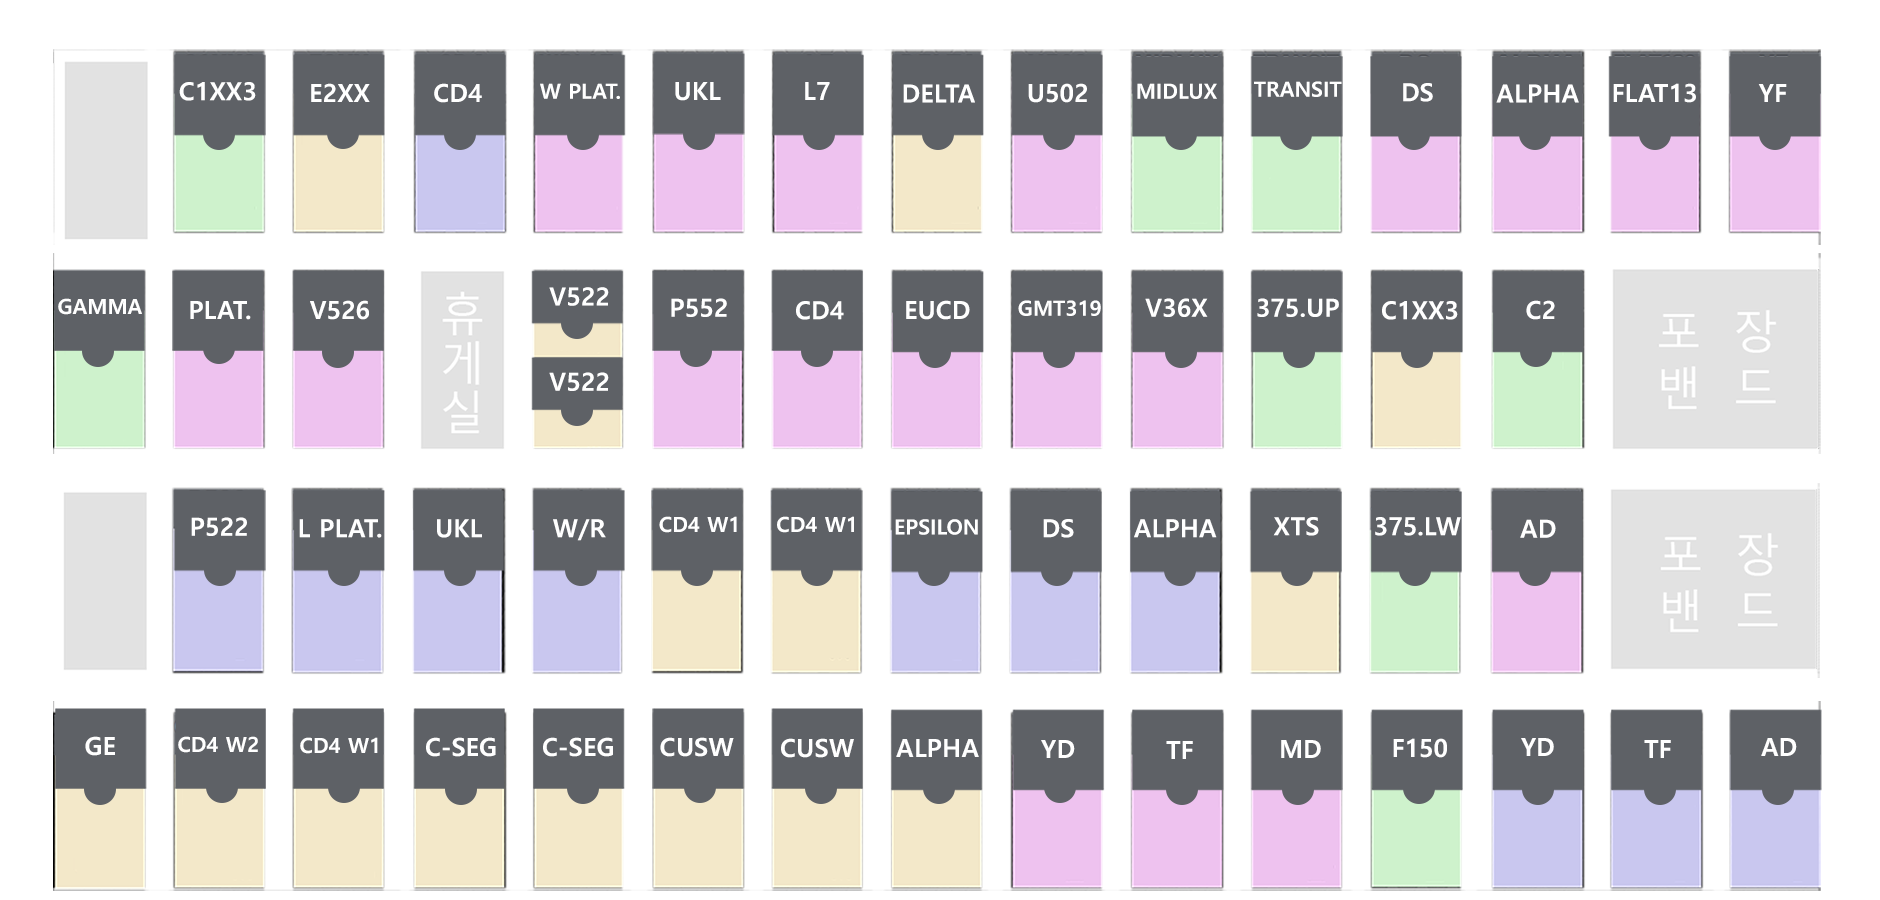 C1XX3
E2XX
CD4
W PLAT.
UKL
L7
DELTA
U502
MIDLUX
TRANSIT
DS
ALPHA
FLAT13
YF
GAMMA
PLAT.
V526
휴
게
실
V522
V522
P552
CD4
EUCD
GMT319
V36X
375.UP
C1XX3
C2
포 장
밴 드
P522
L PLAT.
UKL
W/R
CD4 W1
CD4 W1
EPSILON
DS
ALPHA
XTS
375.LW
AD
포 장
밴 드
GE
CD4 W2
CD4 W1
C-SEG
C-SEG
CUSW
CUSW
ALPHA
YD
TF
MD
F150
YD
TF
AD